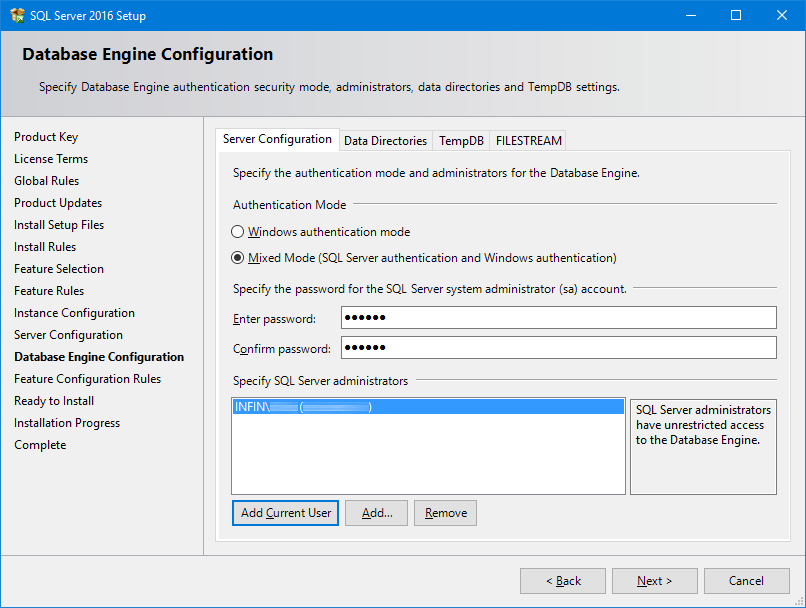 SQL Server 2016 Setup
Database Engine Configuration
Specify Database Engine authentication security mode, administrators, data directories and TempDB settings.
Product Key
License Terms
Global Rules
Product Updates
Install Setup Files
Install Rules
Feature Selection
Feature Rules
Instance Configuration
Server Configuration
Database Engine Configuration
Feature Configuration Rules
Ready to Install
Installation Progress
Complete
Server Configuration Data Directories TempDB FILESTREAM
Specify the authentication mode and administrators for the Database Engine.
Authentication Mode
Windows authentication mode
Mixed Mode (SQL Server authentication and Windows authentication)
Specify the password for the SQL Server system administrator (sa) account.
Enter password: ●●●●●●
Confirm password: ●●●●●●
Specify SQL Server administrators
INFIN\ ( )
SQL Server administrators
have unrestricted access
to the Database Engine.
Add Current User Add... Remove
< Back Next > Cancel